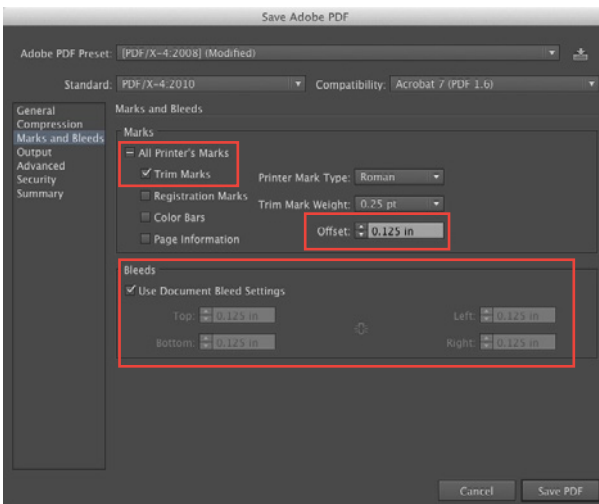 Save Adobe PDF
Adobe PDF Preset: [PDF/X-4:2008] (Modified)
Standard: PDF/X-4:2010 Compatibility: Acrobat 7 (PDF 1.6)
General
Compression
Marks and Bleeds
Output
Advanced
Security
Summary
Marks and Bleeds
Marks
All Printer's Marks
Trim Marks
Registration Marks
Color Bars
Page Information
Printer Mark Type: Roman
Trim Mark Weight: 0.25 pt
Offset: 0.125 in
Bleeds
Use Document Bleed Settings
Top: 0.125 in Left: 0.125 in
Bottom: 0.125 in Right: 0.125 in
Cancel Save PDF